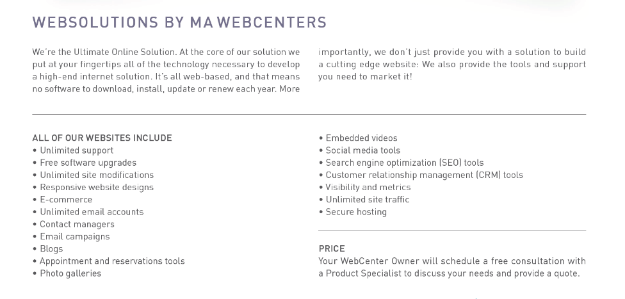 WEBSOLUTIONS BY MA WEBCENTERS
We're the Ultimate Online Solution. At the core of our solution we
put at your fingertips all of the technology necessary to develop
a high-end internet solution. It's all web-based, and that means
no software to download, install, update or renew each year. More
importantly, we don't just provide you with a solution to build
a cutting edge website: We also provide the tools and support
you need to market it!
ALL OF OUR WEBSITES INCLUDE
• Unlimited support
• Free software upgrades
• Unlimited site modifications
• Responsive website designs
• E-commerce
• Unlimited email accounts
• Contact managers
• Email campaigns
• Blogs
• Appointment and reservations tools
• Photo galleries
• Embedded videos
• Social media tools
• Search engine optimization (SEO) tools
• Customer relationship management (CRM) tools
• Visibility and metrics
• Unlimited site traffic
• Secure hosting
PRICE
Your WebCenter Owner will schedule a free consultation with
a Product Specialist to discuss your needs and provide a quote.